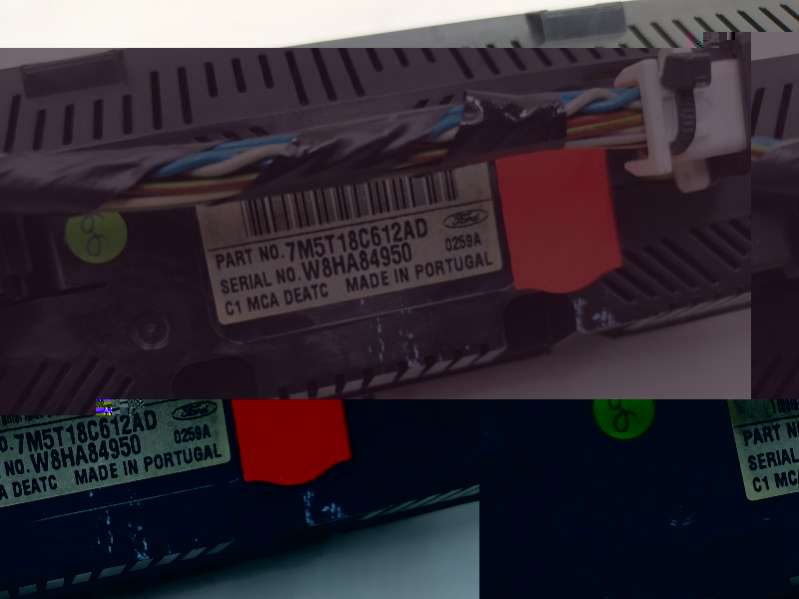 Ford
PART NO. 7M5T18C612AD
SERIAL NO. W8HA84950 0259A
C1 MCA DEATC MADE IN PORTUGAL
8
O. 7M5T18C612AD
NO. W8HA84950 0259A
A DEATC MADE IN PORTUGAL
PART N
SERIAL
C1 MCA